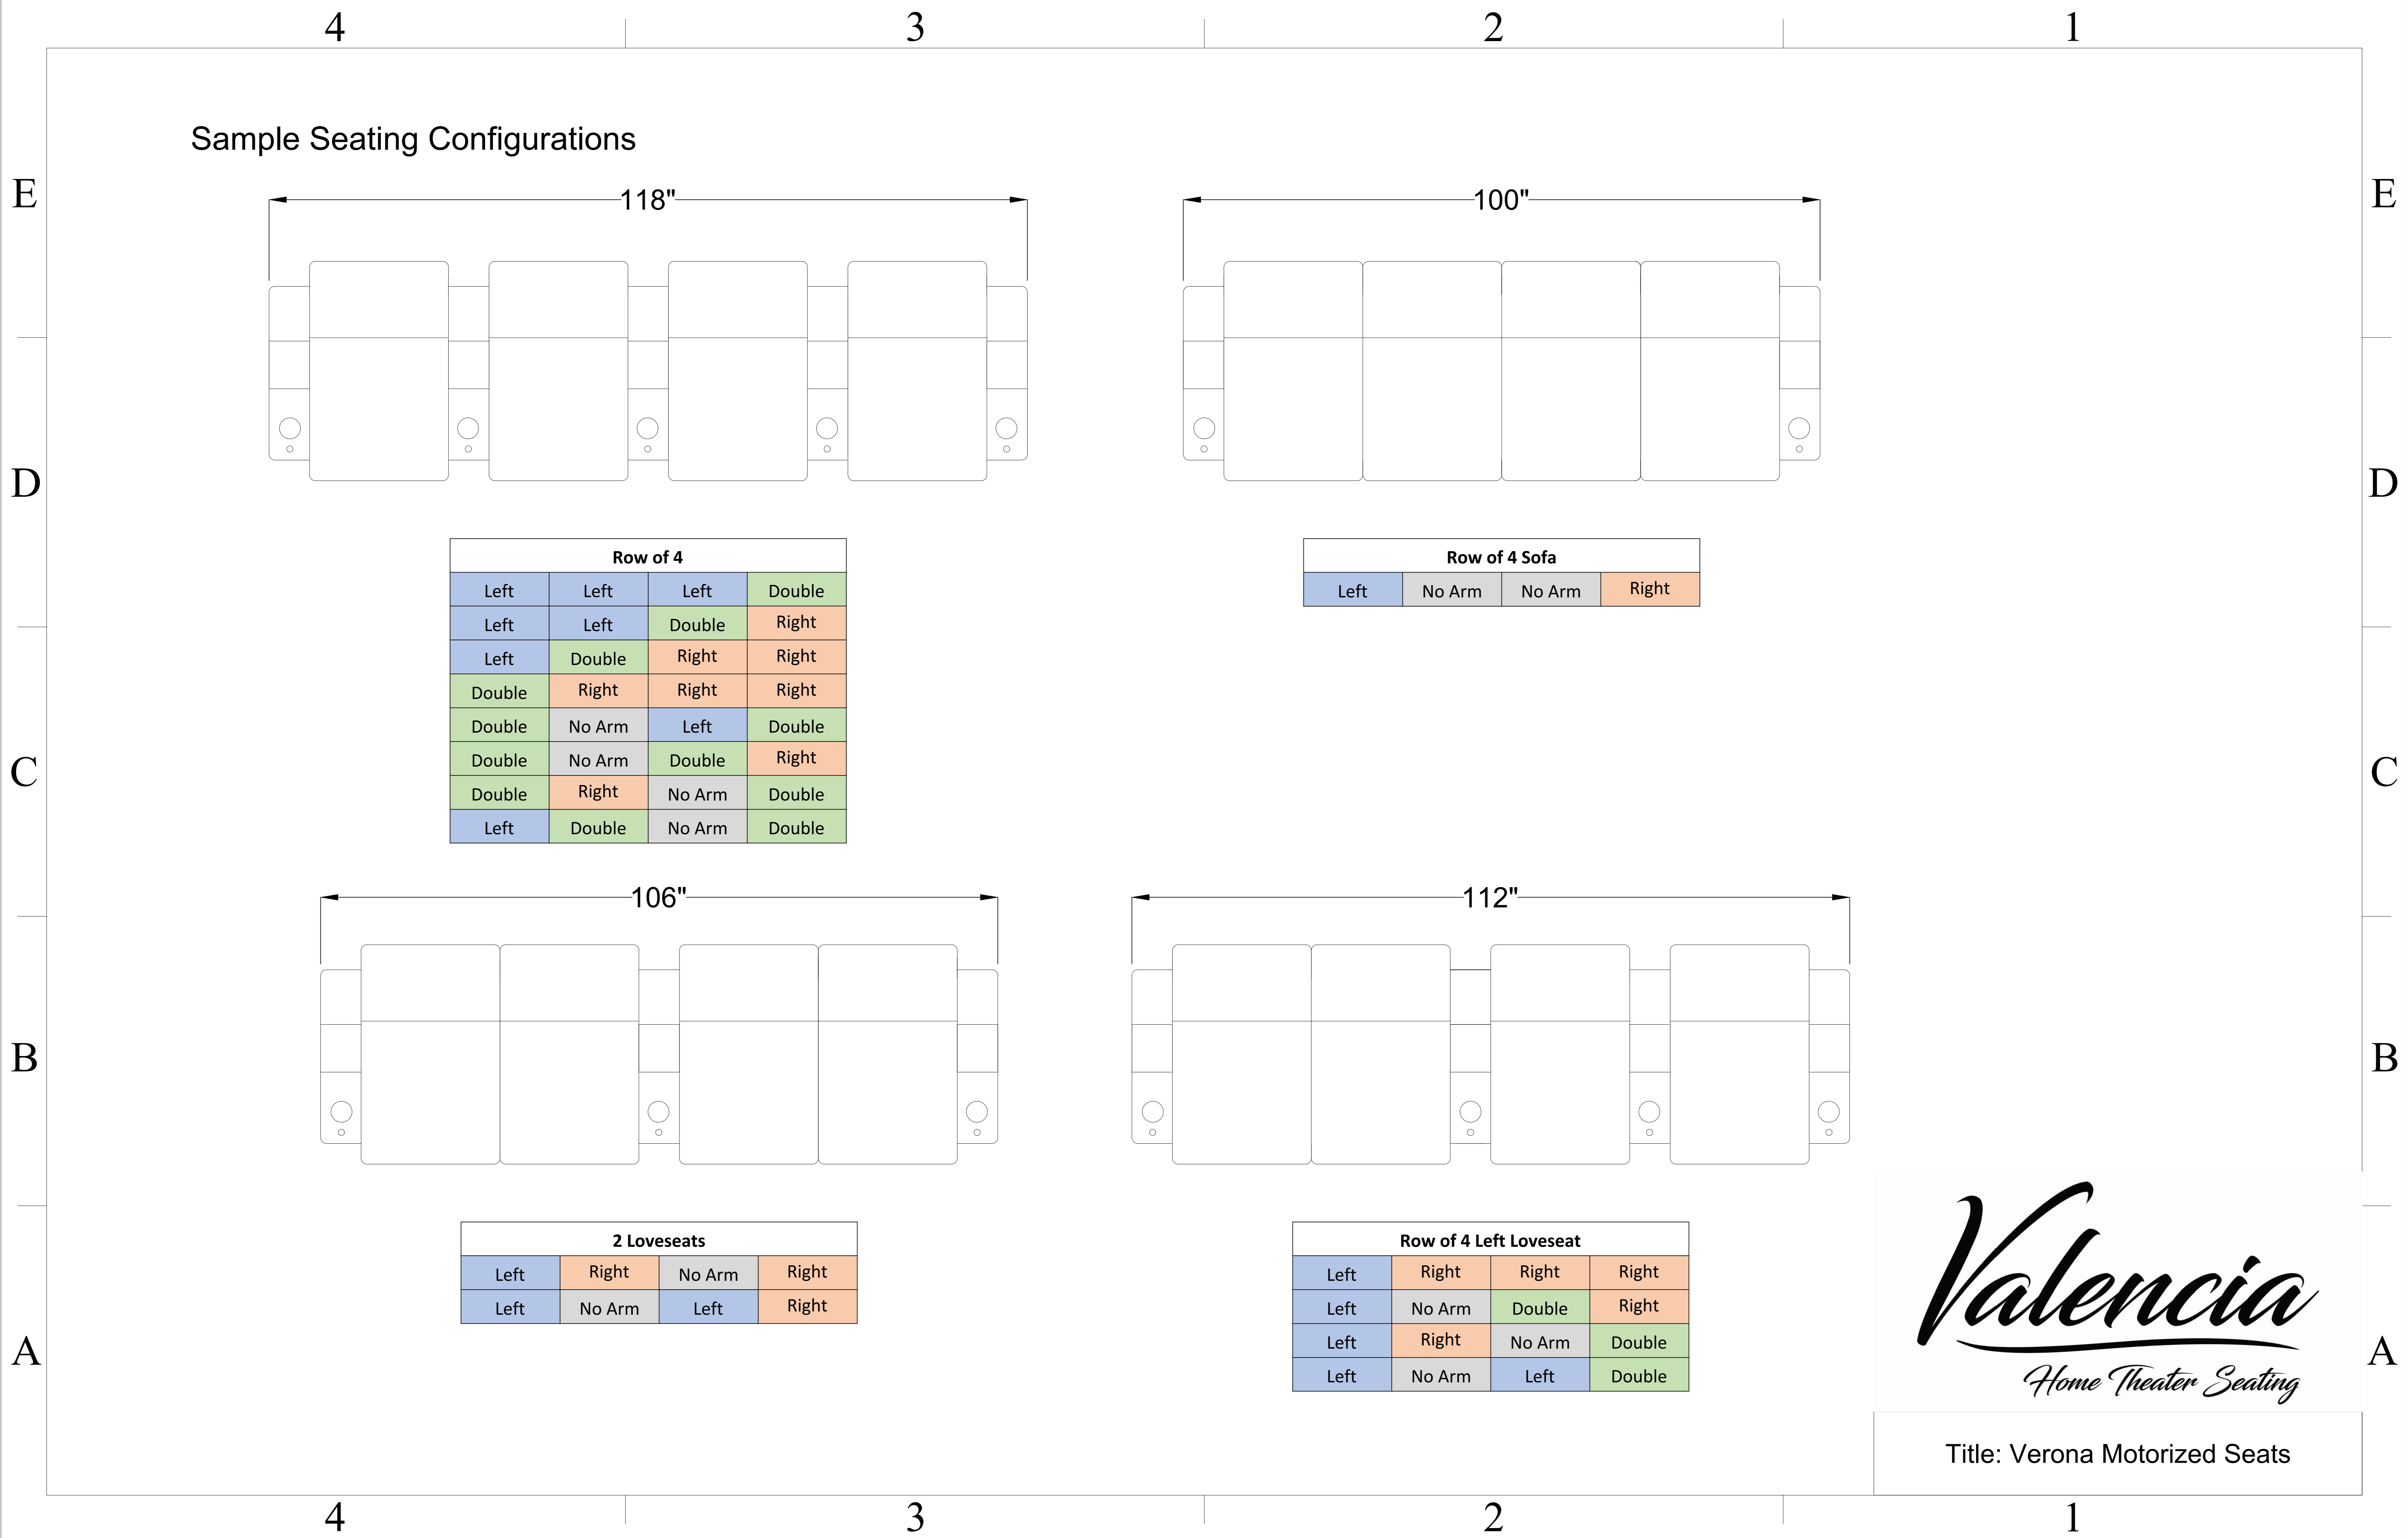 4 3 2 1
Sample Seating Configurations
E E
118" 100"
D D
Row of 4
Left Left Left Double
Left Left Double Right
Left Double Right Right
Double Right Right Right
Double No Arm Left Double
Double No Arm Double Right
Double Right No Arm Double
Left Double No Arm Double
Row of 4 Sofa
Left No Arm No Arm Right
C C
106" 112"
B B
2 Loveseats
Left Right No Arm Right
Left No Arm Left Right
Row of 4 Left Loveseat
Left Right Right Right
Left No Arm Double Right
Left Right No Arm Double
Left No Arm Left Double
Valencia
Home Theater Seating
A A
Title: Verona Motorized Seats
4 3 2 1